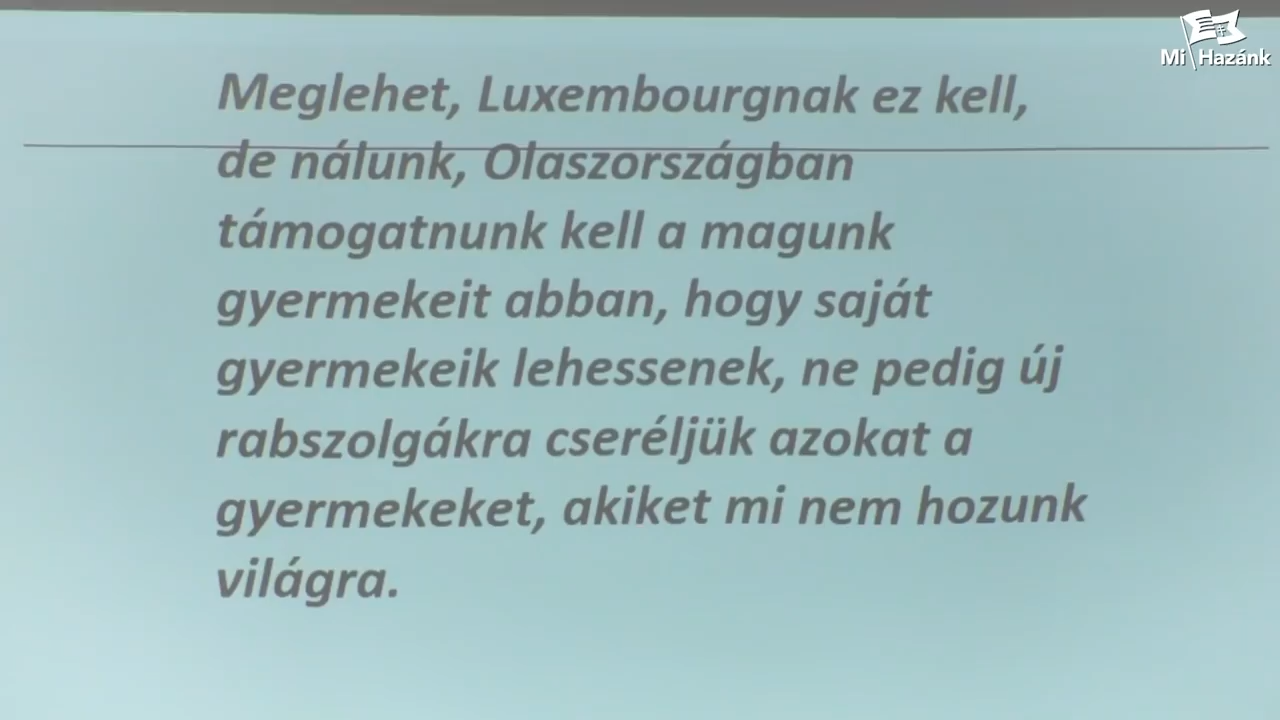 Mi Hazánk
Meglehet, Luxembourgnak ez kell,
de nálunk, Olaszországban
támogatnunk kell a magunk
gyermekeit abban, hogy saját
gyermekeik lehessenek, ne pedig új
rabszolgákra cseréljük azokat a
gyermekeket, akiket mi nem hozunk
világra.